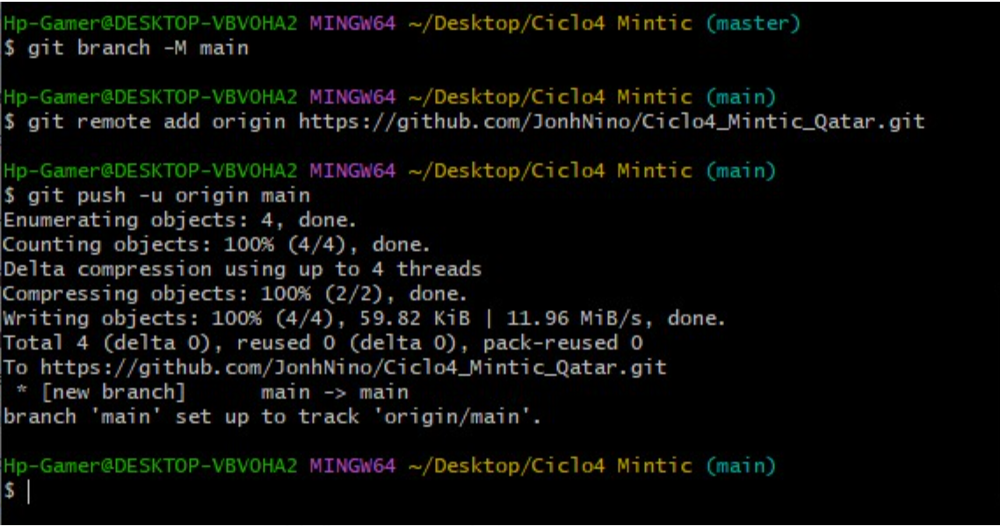 Hp-Gamer@DESKTOP-VBVOHA2 MINGW64 ~/Desktop/Ciclo4 Mintic (master)
$ git branch -M main
Hp-Gamer@DESKTOP-VBVOHA2 MINGW64 ~/Desktop/Ciclo4 Mintic (main)
$ git remote add origin https://github.com/JonhNino/Ciclo4_Mintic_Qatar.git
Hp-Gamer@DESKTOP-VBVOHA2 MINGW64 ~/Desktop/Ciclo4 Mintic (main)
$ git push -u origin main
Enumerating objects: 4, done.
Counting objects: 100% (4/4), done.
Delta compression using up to 4 threads
Compressing objects: 100% (2/2), done.
Writing objects: 100% (4/4), 59.82 KiB | 11.96 MiB/s, done.
Total 4 (delta 0), reused 0 (delta 0), pack-reused 0
To https://github.com/JonhNino/Ciclo4_Mintic_Qatar.git
 * [new branch]      main -> main
branch 'main' set up to track 'origin/main'.
Hp-Gamer@DESKTOP-VBVOHA2 MINGW64 ~/Desktop/Ciclo4 Mintic (main)
$